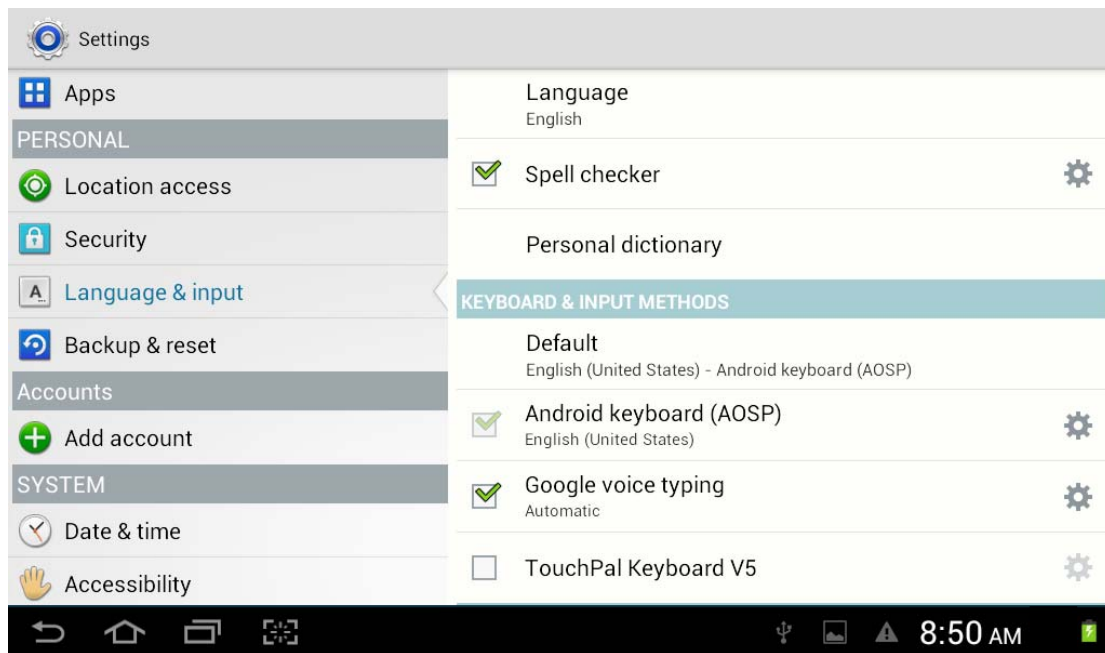 Settings
Apps
PERSONAL
Location access
Security
Language & input
Backup & reset
Accounts
Add account
SYSTEM
Date & time
Accessibility
Language
English
Spell checker
Personal dictionary
KEYBOARD & INPUT METHODS
Default
English (United States) - Android keyboard (AOSP)
Android keyboard (AOSP)
English (United States)
Google voice typing
Automatic
TouchPal Keyboard V5
8:50 AM